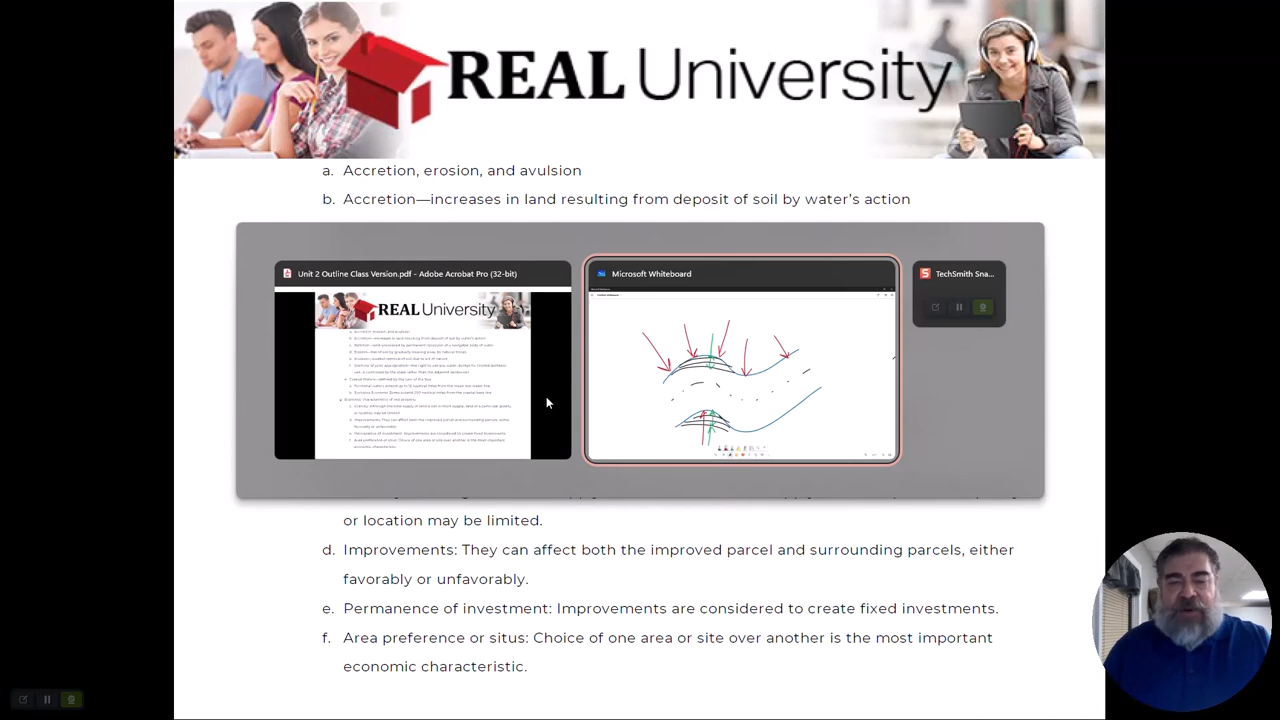 REAL University
a. Accretion, erosion, and avulsion
b. Accretion—increases in land resulting from deposit of soil by water’s action
Unit 2 Outline Class Version.pdf - Adobe Acrobat Pro (32-bit)
Microsoft Whiteboard
TechSmith Sna...
REAL University
or location may be limited.
d. Improvements: They can affect both the improved parcel and surrounding parcels, either
favorably or unfavorably.
e. Permanence of investment: Improvements are considered to create fixed investments.
f. Area preference or situs: Choice of one area or site over another is the most important
economic characteristic.